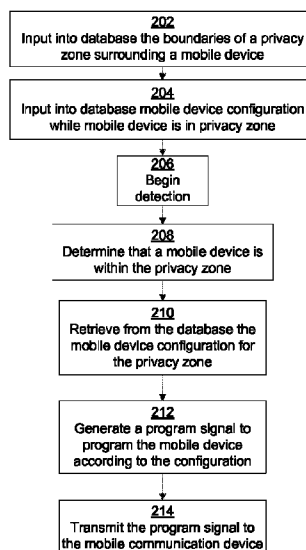 202
Input into database the boundaries of a privacy
zone surrounding a mobile device
204
Input into database mobile device configuration
while mobile device is in privacy zone
206
Begin
detection
208
Determine that a mobile device is
within the privacy zone
210
Retrieve from the database the
mobile device configuration for
the privacy zone
212
Generate a program signal to
program the mobile device
according to the configuration
214
Transmit the program signal to
the mobile communication device